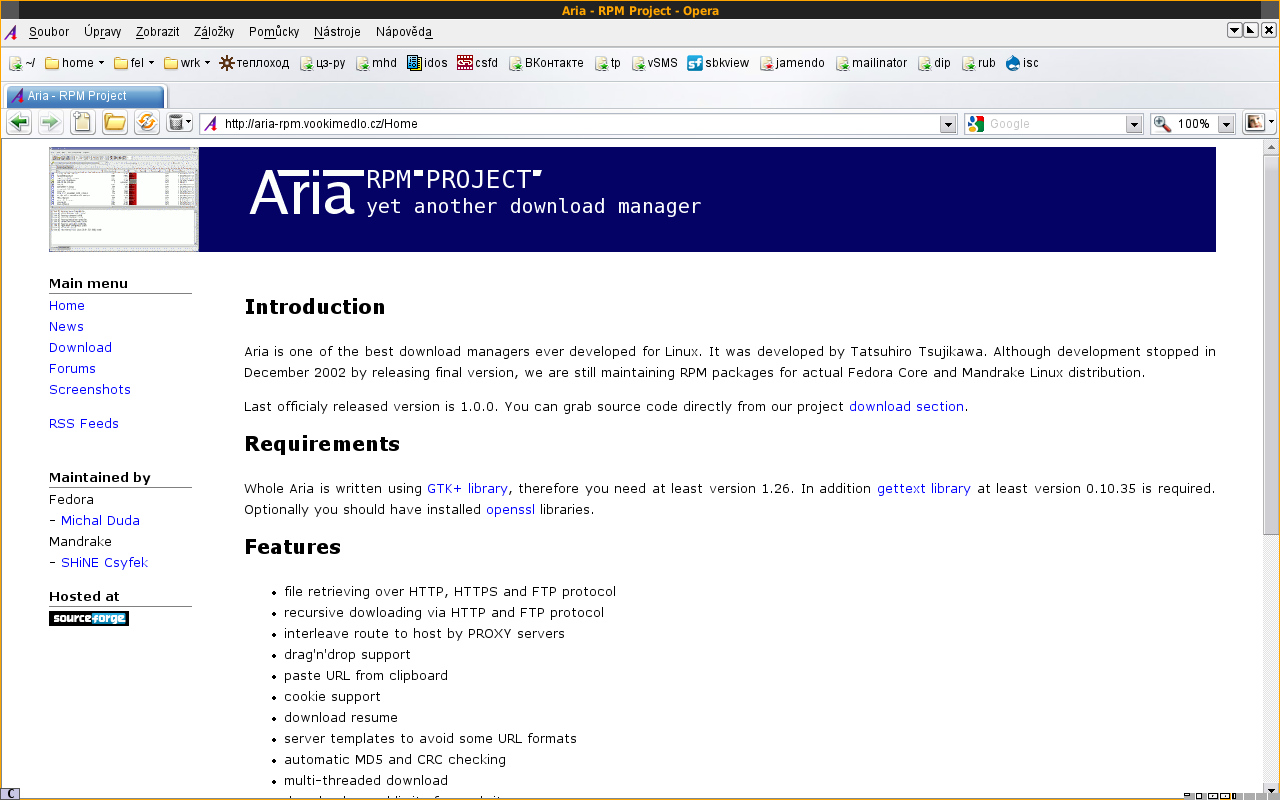 Aria - RPM Project - Opera
Soubor Úpravy Zobrazit Záložky Pomůcky Nástroje Nápověda
~/ home fel wrk теплоход цз-ру mhd idos csfd ВКонтакте tp vSMS sbkview jamendo mailinator dip rub isc
Aria - RPM Project
http://aria-rpm.vookimedlo.cz/Home Google 100%
Aria RPM PROJECT
yet another download manager
Main menu
Home
News
Download
Forums
Screenshots
RSS Feeds
Maintained by
Fedora
- Michal Duda
Mandrake
- SHiNE Csyfek
Hosted at
sourceforge
Introduction
Aria is one of the best download managers ever developed for Linux. It was developed by Tatsuhiro Tsujikawa. Although development stopped in
December 2002 by releasing final version, we are still maintaining RPM packages for actual Fedora Core and Mandrake Linux distribution.
Last officialy released version is 1.0.0. You can grab source code directly from our project download section.
Requirements
Whole Aria is written using GTK+ library, therefore you need at least version 1.26. In addition gettext library at least version 0.10.35 is required.
Optionally you should have installed openssl libraries.
Features
• file retrieving over HTTP, HTTPS and FTP protocol
• recursive dowloading via HTTP and FTP protocol
• interleave route to host by PROXY servers
• drag'n'drop support
• paste URL from clipboard
• cookie support
• download resume
• server templates to avoid some URL formats
• automatic MD5 and CRC checking
• multi-threaded download
C